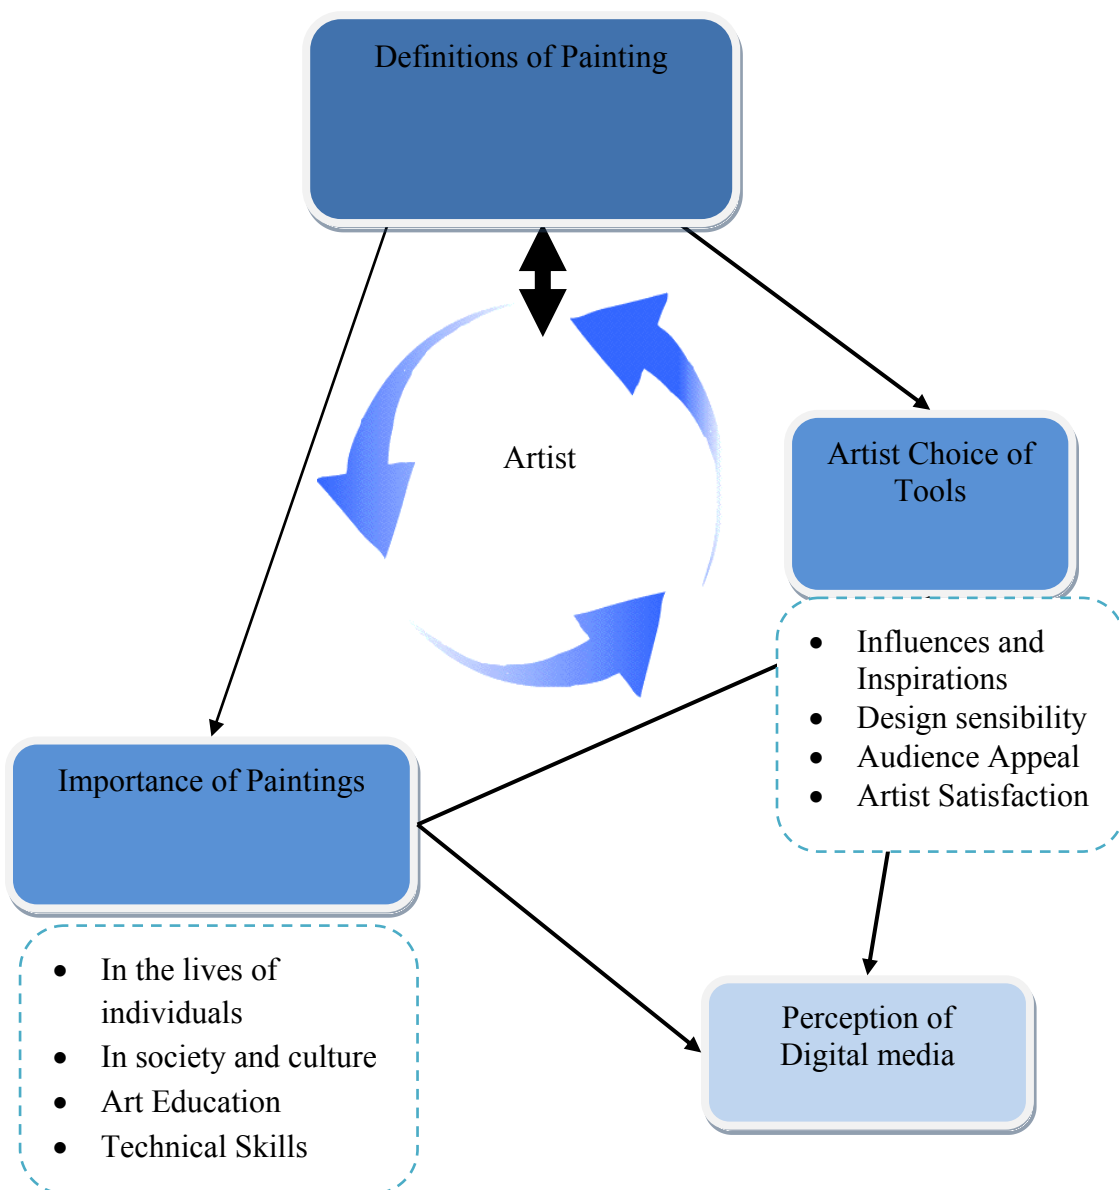 Definitions of Painting
Artist
Artist Choice of
Tools
• Influences and
Inspirations
• Design sensibility
• Audience Appeal
• Artist Satisfaction
Importance of Paintings
• In the lives of
individuals
• In society and culture
• Art Education
• Technical Skills
Perception of
Digital media